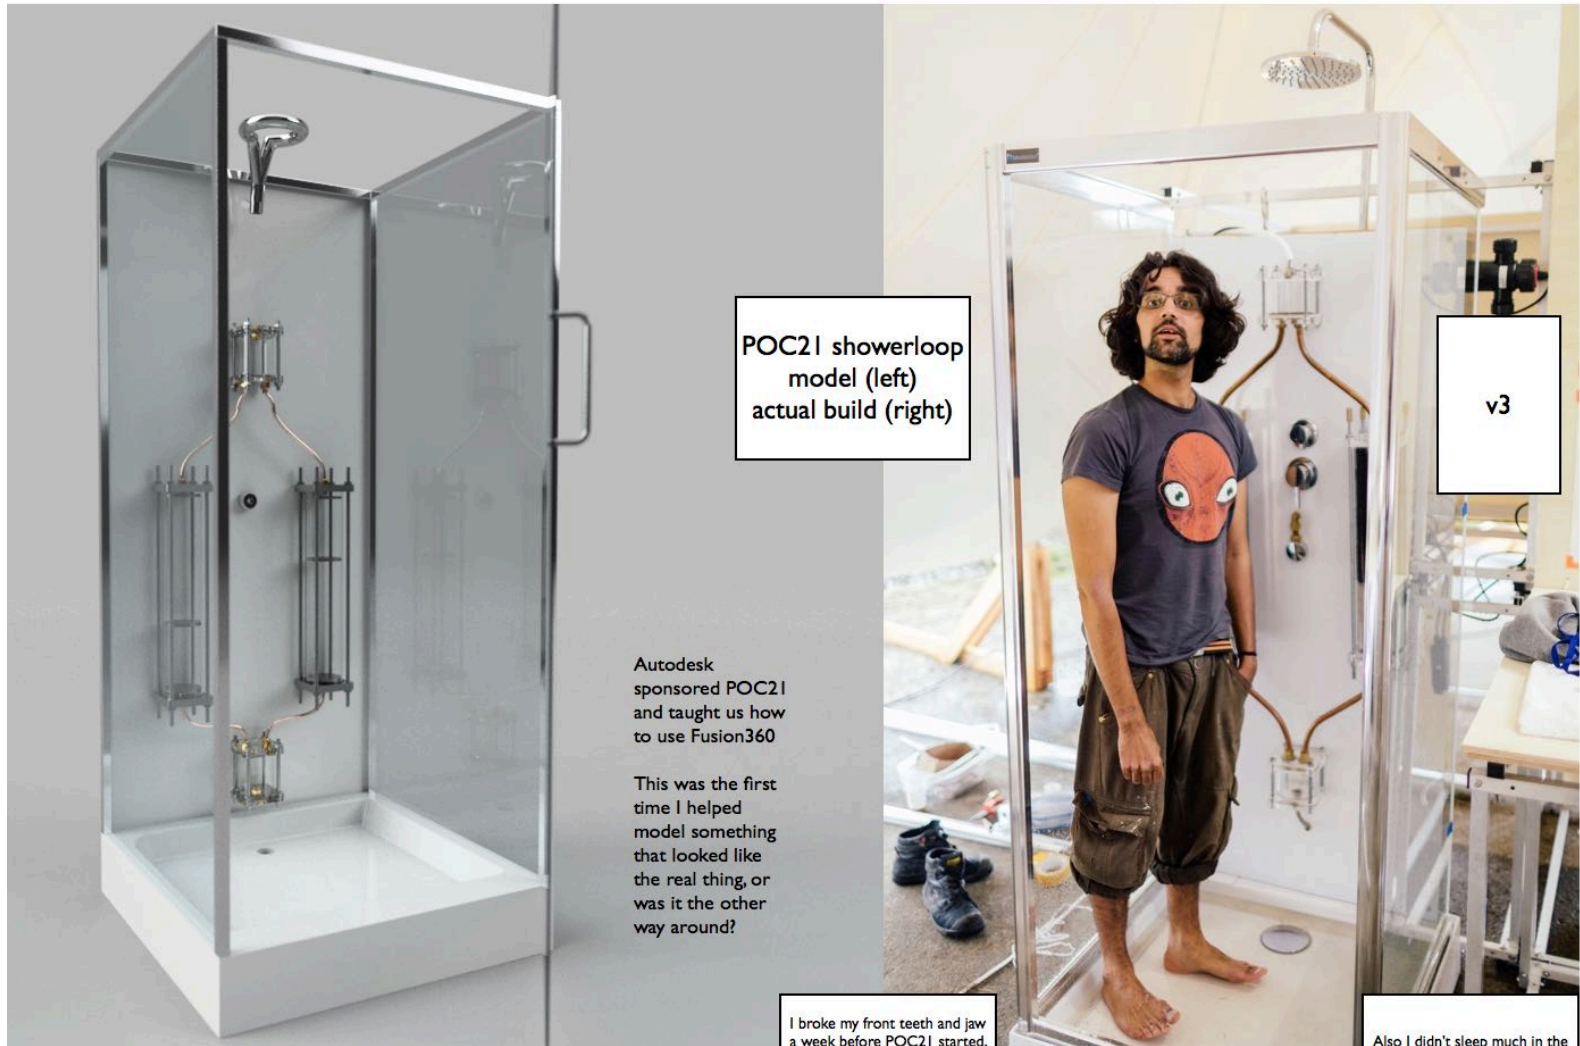 POC21 showerloop
model (left)
actual build (right)
v3
Autodesk
sponsored POC21
and taught us how
to use Fusion360
This was the first
time I helped
model something
that looked like
the real thing, or
was it the other
way around?
I broke my front teeth and jaw
a week before POC21 started.
Also I didn't sleep much in the